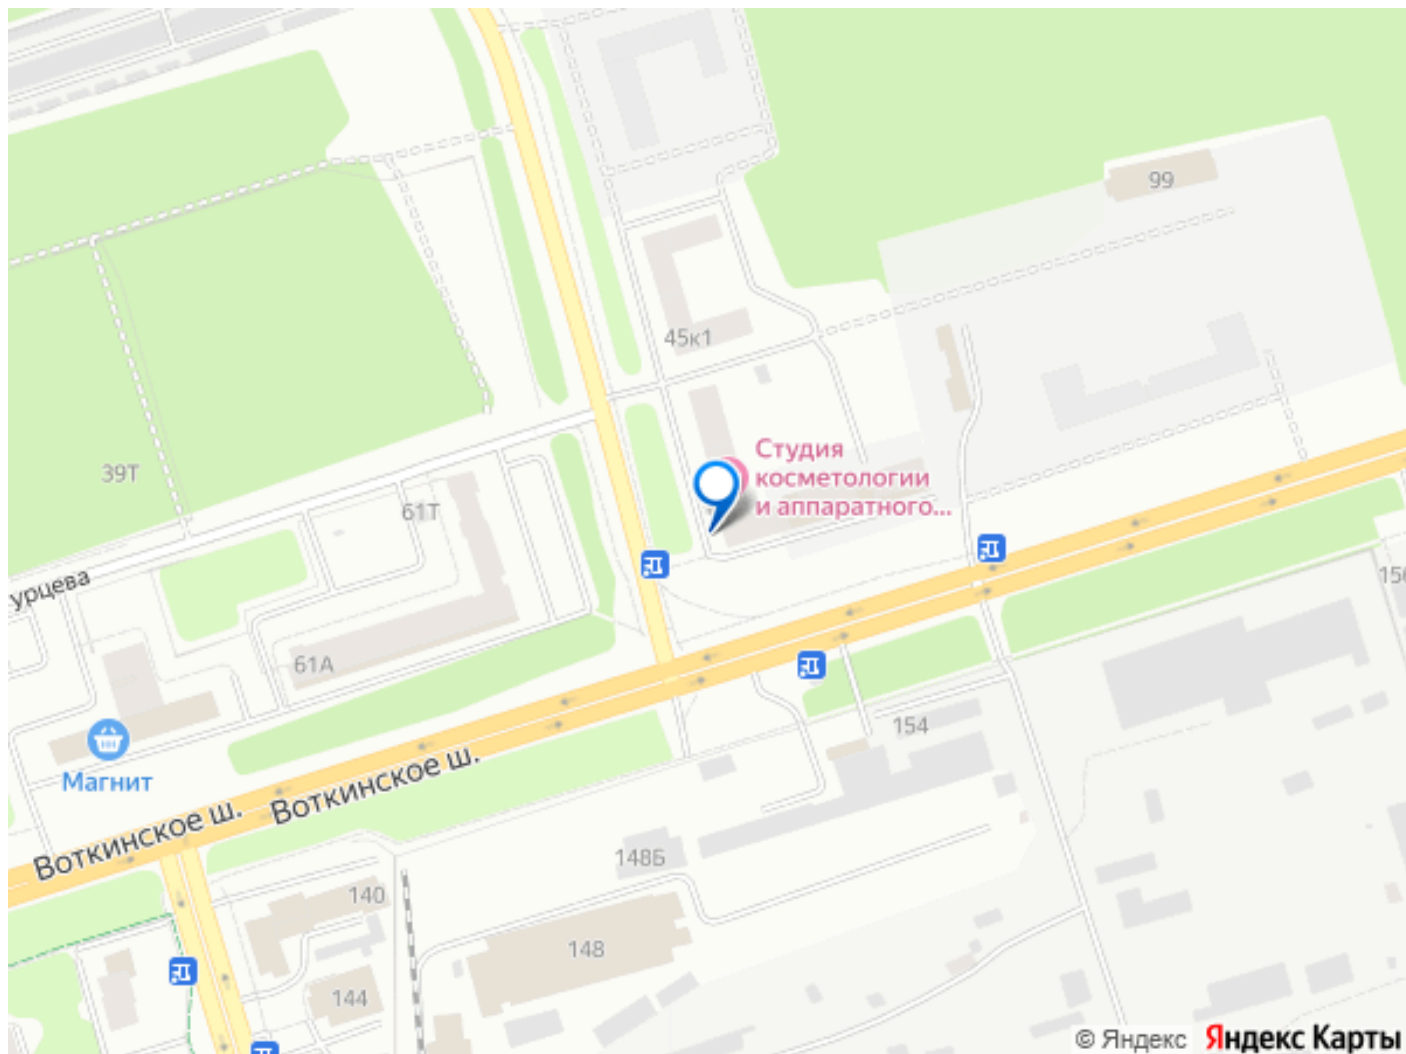 99
45к1
Студия
косметологии
и аппаратного...
39Т
61Т
урцева
156
61А
154
Магнит
Воткинское ш.
Воткинское ш.
148Б
140
148
144
© Яндекс Яндекс Карты